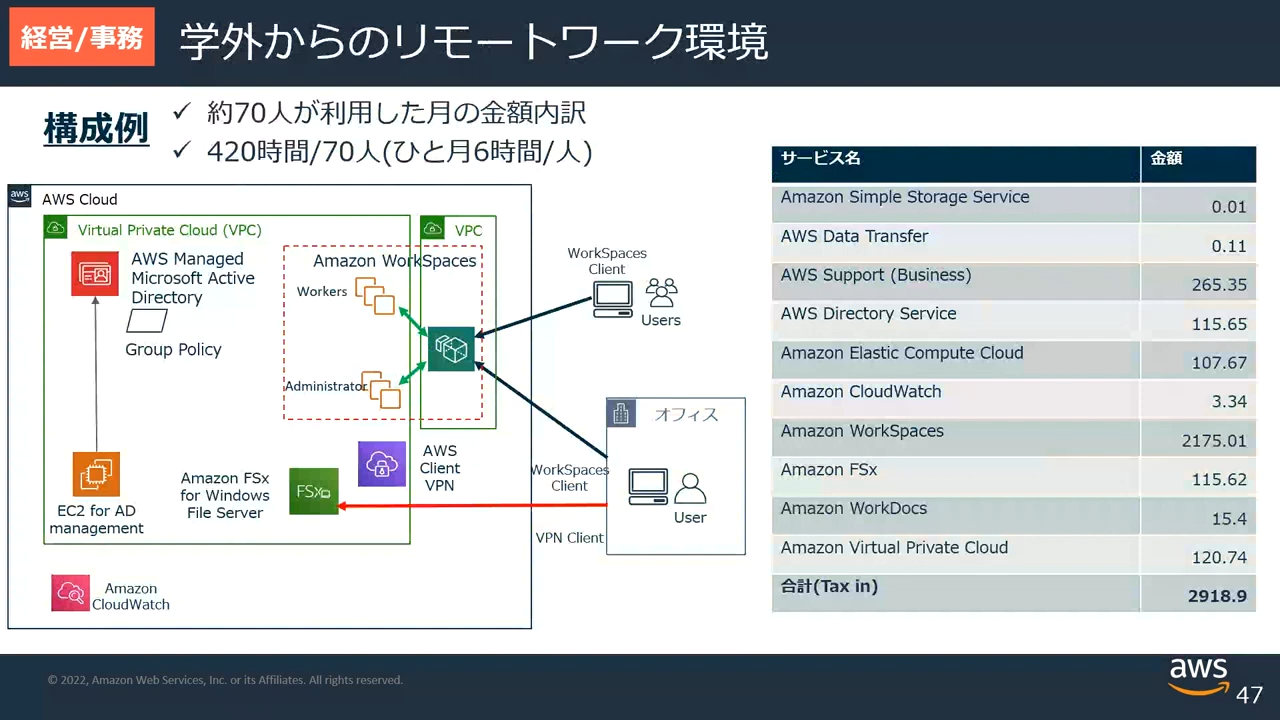 経営/事務
学外からのリモートワーク環境
構成例
✓ 約70人が利用した月の金額内訳
✓ 420時間/70人(ひと月6時間/人)
aws
AWS Cloud
Virtual Private Cloud (VPC)
VPC
AWS Managed
Microsoft Active
Directory
Group Policy
Amazon WorkSpaces
Workers
Administrator
WorkSpaces
Client
Users
オフィス
AWS
Client
VPN
WorkSpaces
Client
User
VPN Client
Amazon FSx
for Windows
File Server
FSx
EC2 for AD
management
Amazon
CloudWatch
サービス名 金額
Amazon Simple Storage Service 0.01
AWS Data Transfer 0.11
AWS Support (Business) 265.35
AWS Directory Service 115.65
Amazon Elastic Compute Cloud 107.67
Amazon CloudWatch 3.34
Amazon WorkSpaces 2175.01
Amazon FSx 115.62
Amazon WorkDocs 15.4
Amazon Virtual Private Cloud 120.74
合計(Tax in) 2918.9
© 2022, Amazon Web Services, Inc. or its Affiliates. All rights reserved.
aws
47